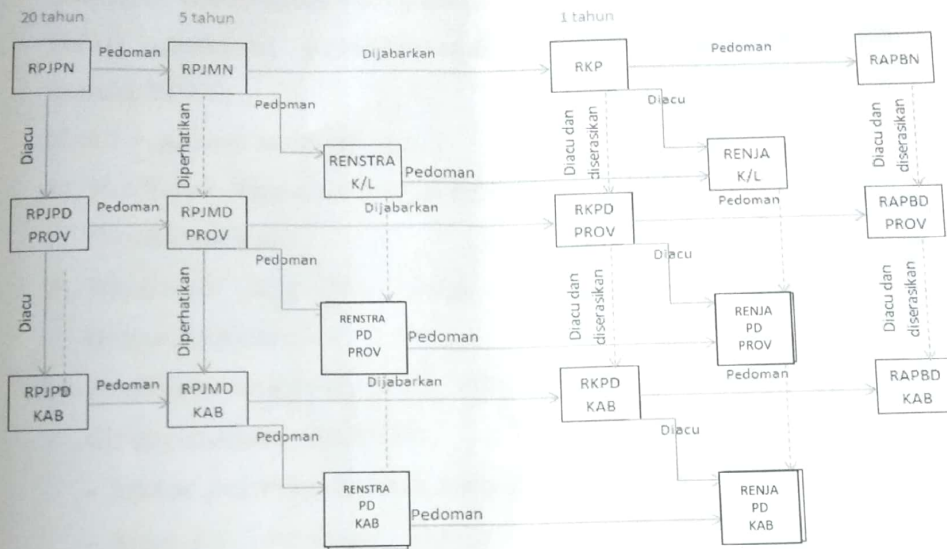 20 tahun
5 tahun
1 tahun
RPJPN
Pedoman
RPJMN
Dijabarkan
RKP
Pedoman
RAPBN
Diacu
Diperhatikan
Pedoman
RENSTRA
K/L
Pedoman
Diacu dan
diserasikan
Diacu
RENJA
K/L
Diacu dan
diserasikan
RPJPD
PROV
Pedoman
RPJMD
PROV
Dijabarkan
RKPD
PROV
Pedoman
RAPBD
PROV
Diacu
Diperhatikan
Pedoman
RENSTRA
PD
PROV
Pedoman
Diacu dan
diserasikan
Diacu
RENJA
PD
PROV
Diacu dan
diserasikan
RPJPD
KAB
Pedoman
RPJMD
KAB
Dijabarkan
RKPD
KAB
Pedoman
RAPBD
KAB
Pedoman
RENSTRA
PD
KAB
Pedoman
Diacu
RENJA
PD
KAB